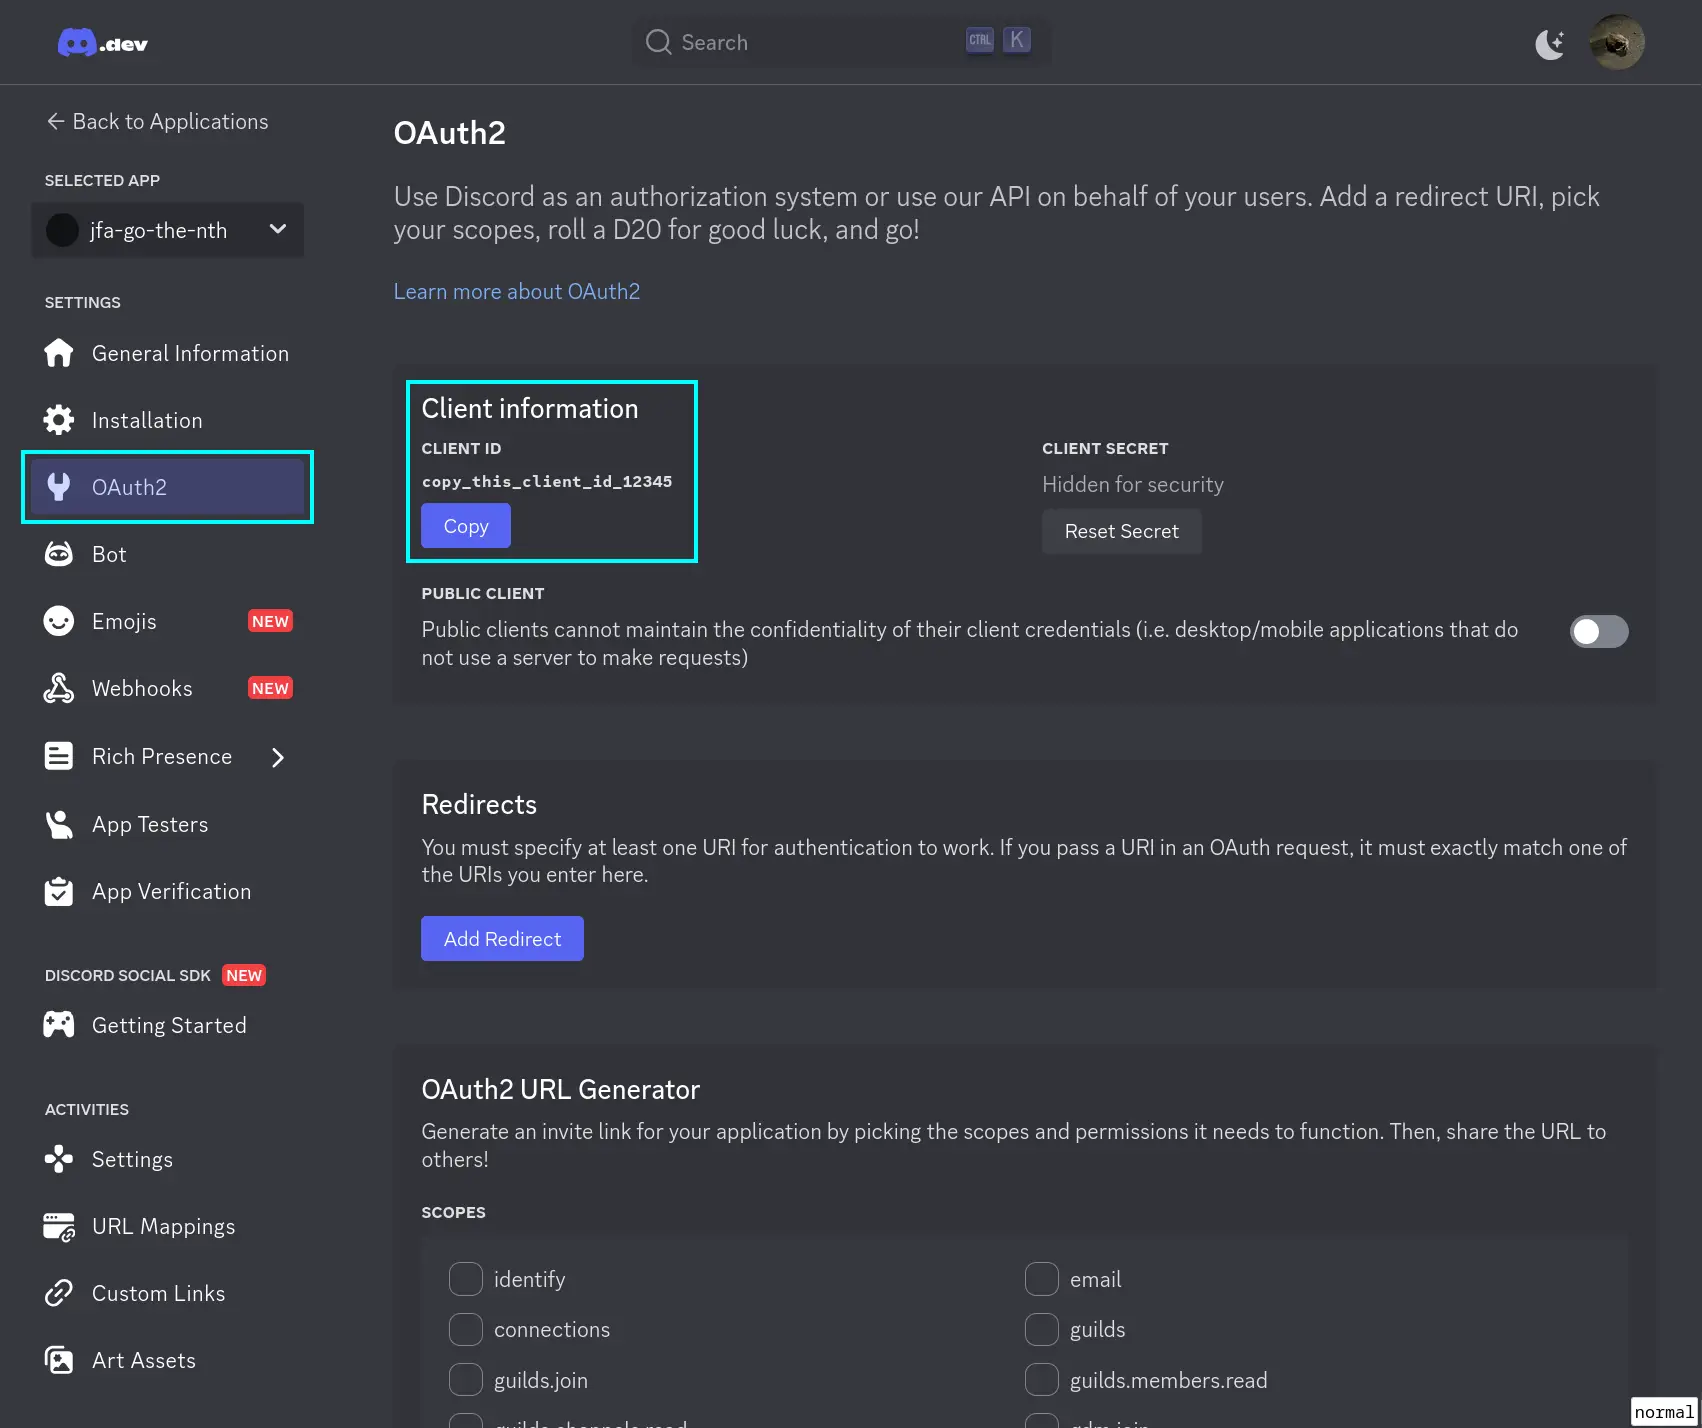 .dev
Search
CTRL K
Back to Applications
SELECTED APP
jfa-go-the-nth
SETTINGS
General Information
Installation
OAuth2
Bot
Emojis NEW
Webhooks NEW
Rich Presence
App Testers
App Verification
DISCORD SOCIAL SDK NEW
Getting Started
ACTIVITIES
Settings
URL Mappings
Custom Links
Art Assets
OAuth2
Use Discord as an authorization system or use our API on behalf of your users. Add a redirect URI, pick
your scopes, roll a D20 for good luck, and go!
Learn more about OAuth2
Client information
CLIENT ID
copy_this_client_id_12345
Copy
CLIENT SECRET
Hidden for security
Reset Secret
PUBLIC CLIENT
Public clients cannot maintain the confidentiality of their client credentials (i.e. desktop/mobile applications that do
not use a server to make requests)
Redirects
You must specify at least one URI for authentication to work. If you pass a URI in an OAuth request, it must exactly match one of
the URIs you enter here.
Add Redirect
OAuth2 URL Generator
Generate an invite link for your application by picking the scopes and permissions it needs to function. Then, share the URL to
others!
SCOPES
identify
email
connections
guilds
guilds.join
guilds.members.read
normal